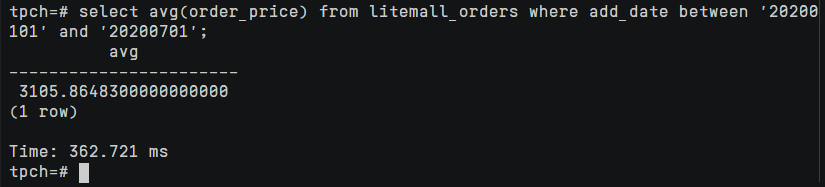 tpch=# select avg(order_price) from litemall_orders where add_date between '20200
101' and '20200701';
          avg
-----------------------
 3105.8648300000000000
(1 row)

Time: 362.721 ms
tpch=#